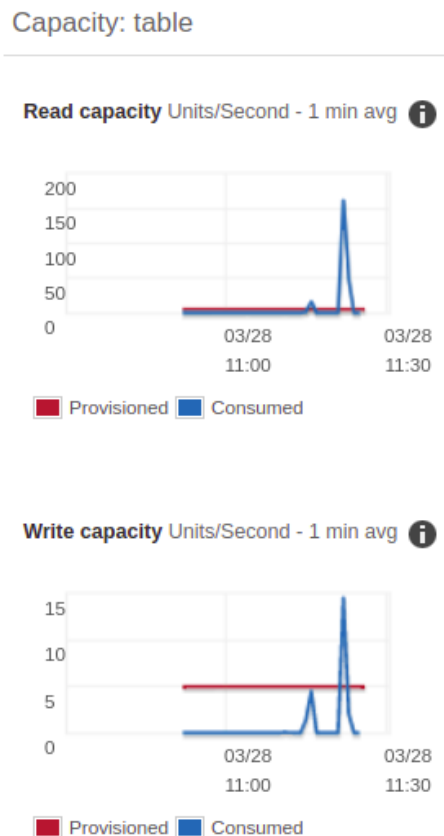 Capacity: table
Read capacity Units/Second - 1 min avg
200
150
100
50
0
03/28 03/28
11:00 11:30
Provisioned Consumed
Write capacity Units/Second - 1 min avg
15
10
5
0
03/28 03/28
11:00 11:30
Provisioned Consumed